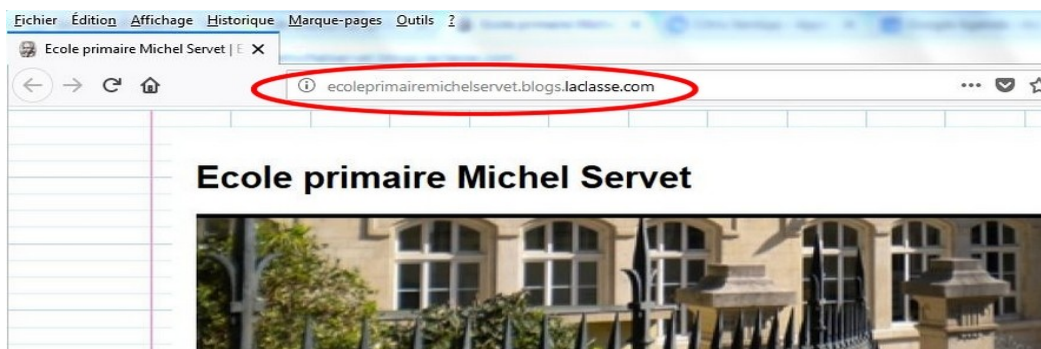 Fichier Édition Affichage Historique Marque-pages Outils ?
Ecole primaire Michel Servet | E
ecoleprimairemichelservet.blogs.laclasse.com
Ecole primaire Michel Servet